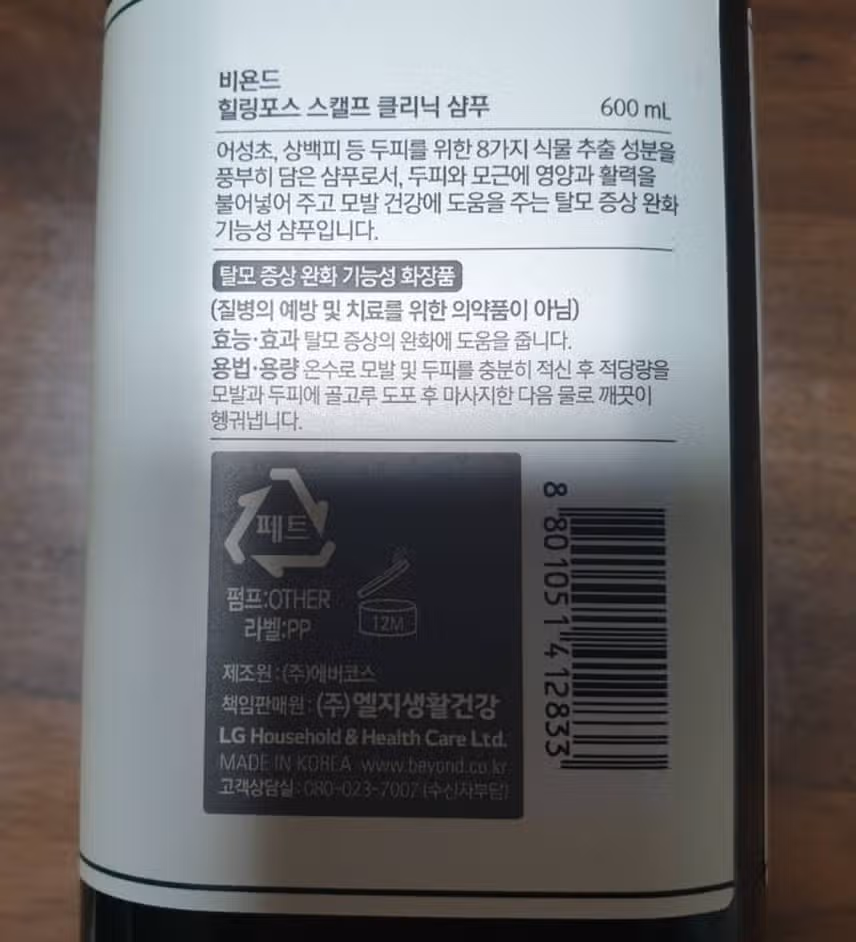 비욘드
힐링포스 스캘프 클리닉 샴푸 600 mL
어성초, 상백피 등 두피를 위한 8가지 식물 추출 성분을
풍부히 담은 샴푸로서, 두피와 모근에 영양과 활력을
불어넣어 주고 모발 건강에 도움을 주는 탈모 증상 완화
기능성 샴푸입니다.
탈모 증상 완화 기능성 화장품
(질병의 예방 및 치료를 위한 의약품이 아님)
효능·효과 탈모 증상의 완화에 도움을 줍니다.
용법·용량 온수로 모발 및 두피를 충분히 적신 후 적당량을
모발과 두피에 골고루 도포 후 마사지한 다음 물로 깨끗이
헹궈냅니다.
페트
펌프:OTHER
라벨:PP
12M
제조원 : (주)에버코스
책임판매원 : (주)엘지생활건강
LG Household & Health Care Ltd.
MADE IN KOREA www.beyond.co.kr
고객상담실 : 080-023-7007 (수신자부담)
8 801051 412833